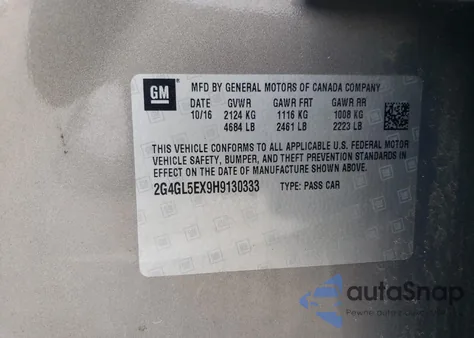 GM
MFD BY GENERAL MOTORS OF CANADA COMPANY
DATE GVWR GAWR FRT GAWR RR
10/16 2124 KG 1116 KG 1008 KG
4684 LB 2461 LB 2223 LB
THIS VEHICLE CONFORMS TO ALL APPLICABLE U.S. FEDERAL MOTOR
VEHICLE SAFETY, BUMPER, AND THEFT PREVENTION STANDARDS IN
EFFECT ON THE DATE OF MANUFACTURE SHOWN ABOVE.
2G4GL5EX9H9130333 TYPE: PASS CAR
autoSnap